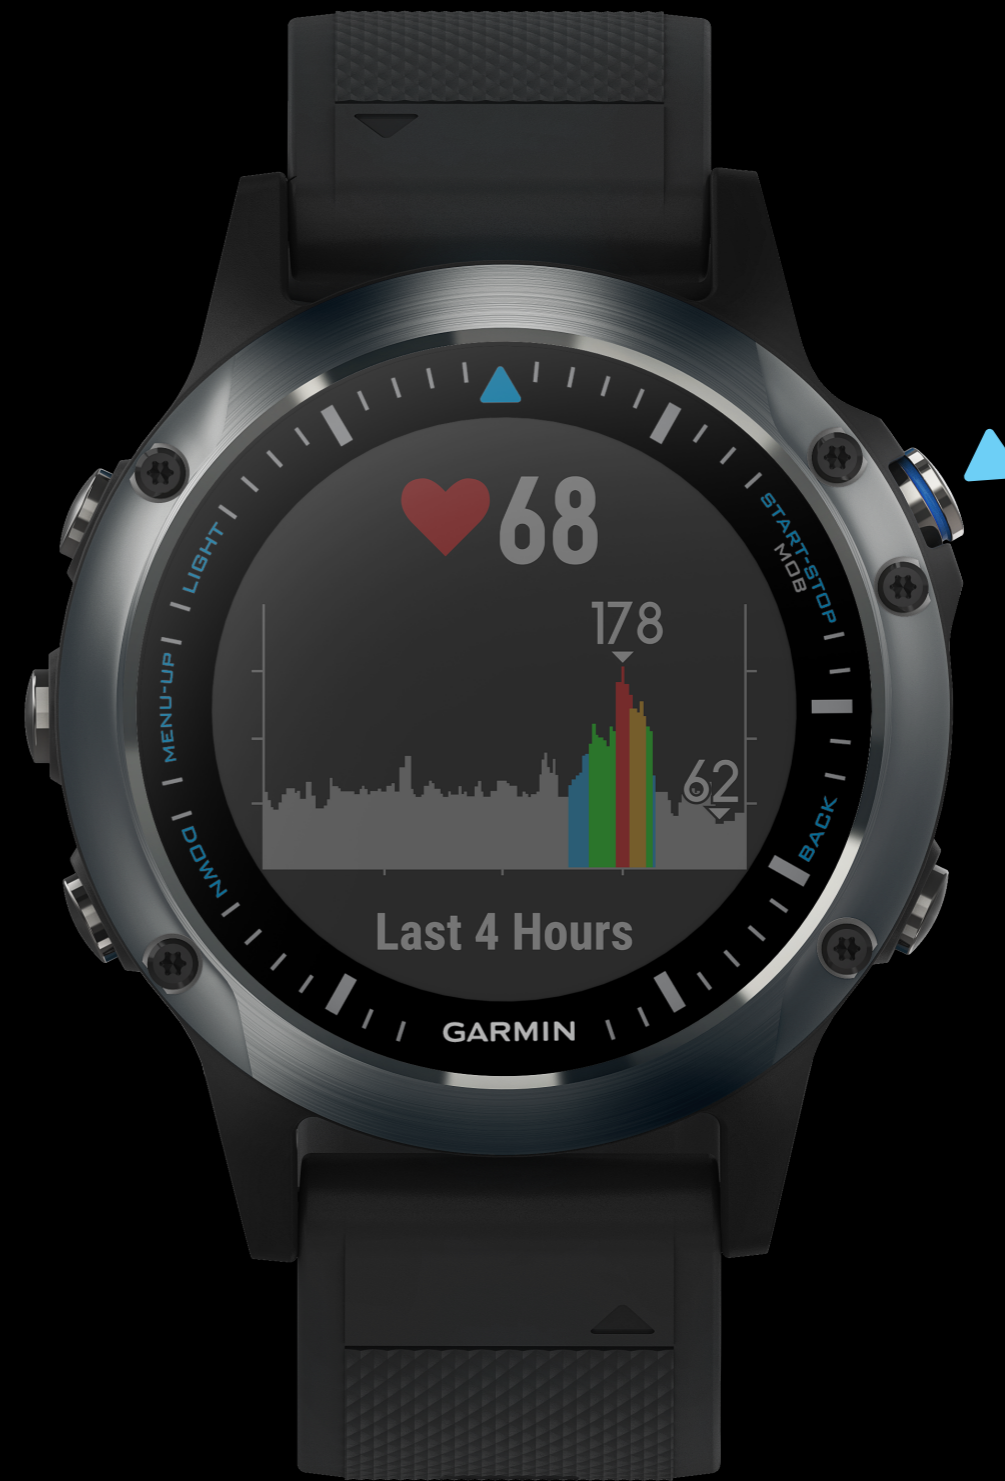 68
178
62
Last 4 Hours
LIGHT
MENU-UP
DOWN
START-STOP
MOB
BACK
GARMIN